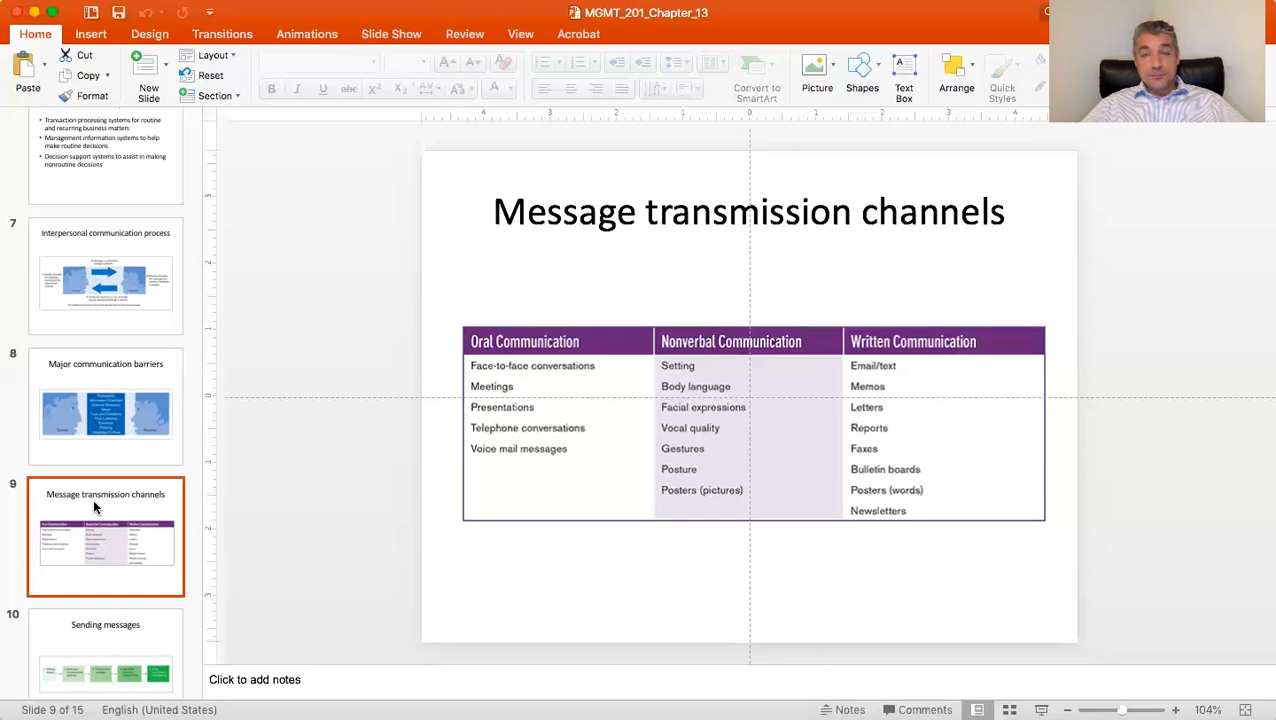 MGMT_201_Chapter_13
Home Insert Design Transitions Animations Slide Show Review View Acrobat
Paste
Cut
Copy
Format
New
Slide
Layout
Reset
Section
Convert to
SmartArt
Picture
Shapes
Text
Box
Arrange
Quick
Styles
Transaction processing systems for routine
and recurring business matters
Management information systems to help
make routine decisions
Decision support systems to assist in making
nonroutine decisions
7
Interpersonal communication process
8
Major communication barriers
9
Message transmission channels
10
Sending messages
Message transmission channels
Oral Communication Nonverbal Communication Written Communication
Face-to-face conversations Setting Email/text
Meetings Body language Memos
Presentations Facial expressions Letters
Telephone conversations Vocal quality Reports
Voice mail messages Gestures Faxes
Posture Bulletin boards
Posters (pictures) Posters (words)
Newsletters
Click to add notes
Slide 9 of 15 English (United States) Notes Comments 104%